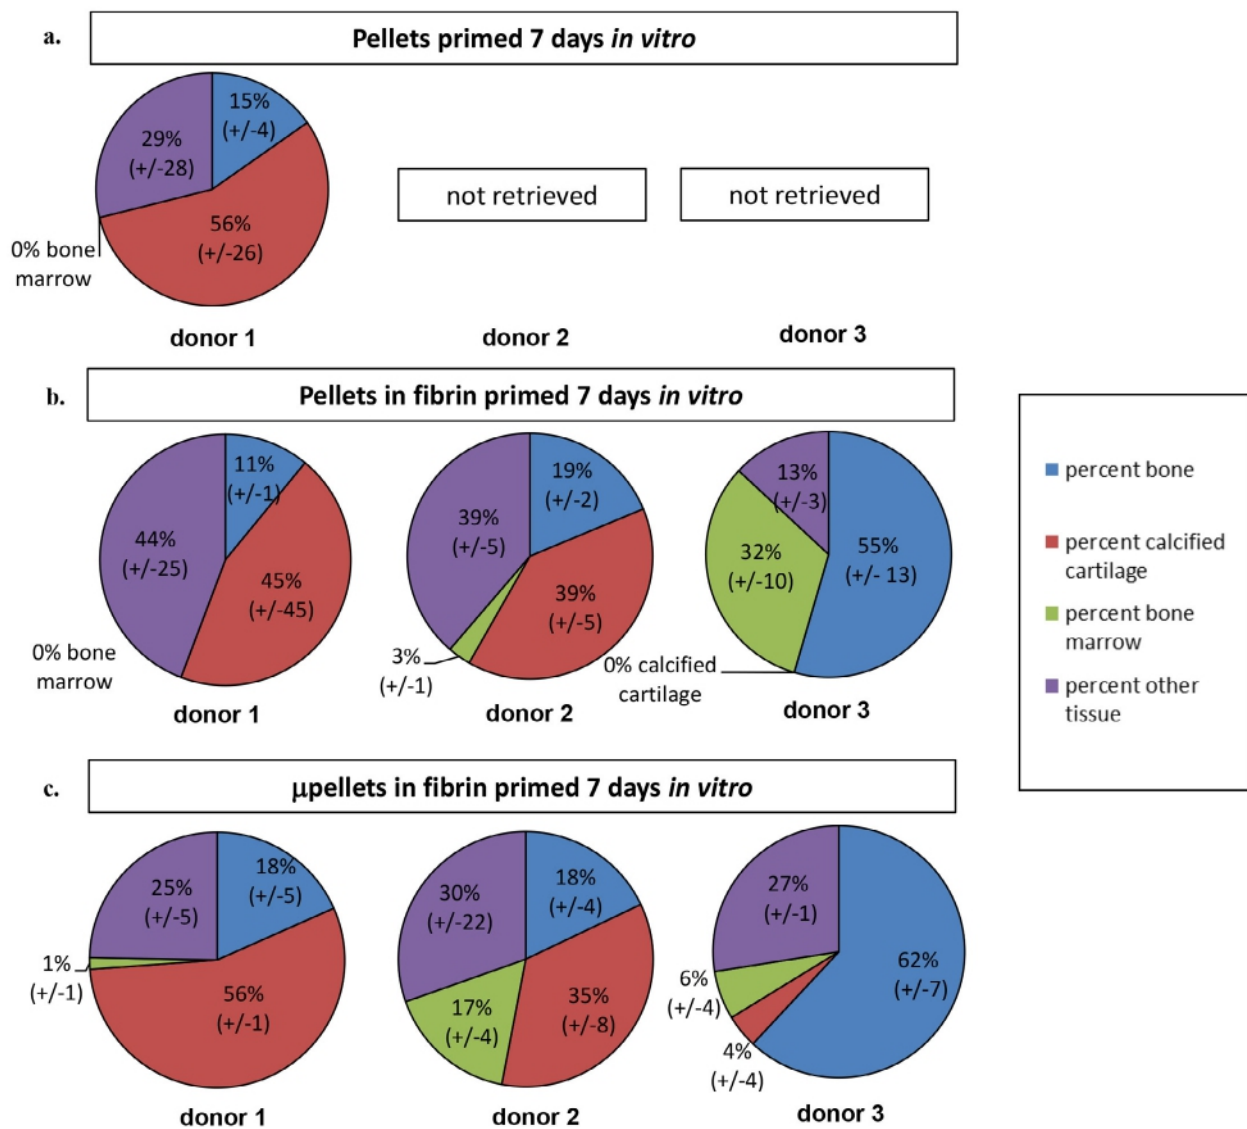 a.
Pellets primed 7 days in vitro
15%
(+/-4)
29%
(+/-28)
56%
(+/-26)
0% bone
marrow
not retrieved
not retrieved
donor 1
donor 2
donor 3
b.
Pellets in fibrin primed 7 days in vitro
11%
(+/-1)
44%
(+/-25)
45%
(+/-45)
0% bone
marrow
donor 1
19%
(+/-2)
39%
(+/-5)
39%
(+/-5)
3%
(+/-1)
donor 2
13%
(+/-3)
32%
(+/-10)
55%
(+/- 13)
0% calcified
cartilage
donor 3
percent bone
percent calcified
cartilage
percent bone
marrow
percent other
tissue
c.
μpellets in fibrin primed 7 days in vitro
18%
(+/-5)
25%
(+/-5)
1%
(+/-1)
56%
(+/-1)
donor 1
18%
(+/-4)
30%
(+/-22)
17%
(+/-4)
35%
(+/-8)
donor 2
27%
(+/-1)
62%
(+/-7)
6%
(+/-4)
4%
(+/-4)
donor 3